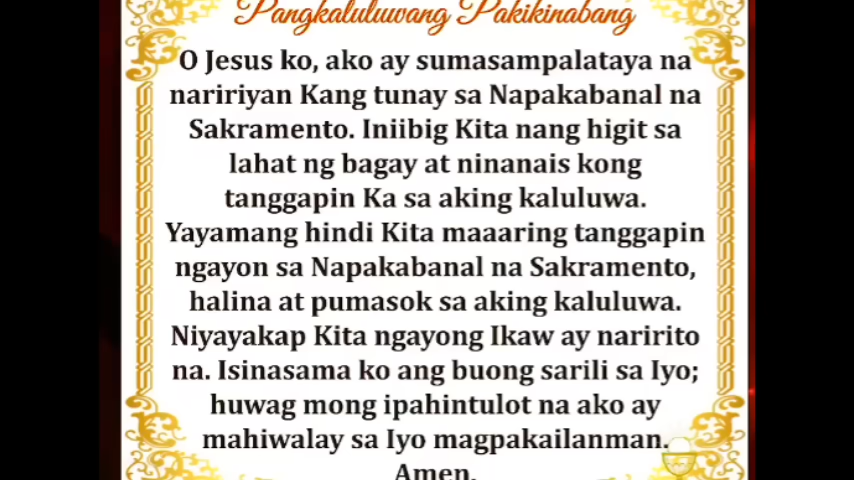 Pangkaluluwang Pakikinabang
O Jesus ko, ako ay sumasampalataya na
naririyan Kang tunay sa Napakabanal na
Sakramento. Iniibig Kita nang higit sa
lahat ng bagay at ninanais kong
tanggapin Ka sa aking kaluluwa.
Yayamang hindi Kita maaaring tanggapin
ngayon sa Napakabanal na Sakramento,
halina at pumasok sa aking kaluluwa.
Niyayakap Kita ngayong Ikaw ay naririto
na. Isinasama ko ang buong sarili sa Iyo;
huwag mong ipahintulot na ako ay
mahiwalay sa Iyo magpakailanman.
Amen.